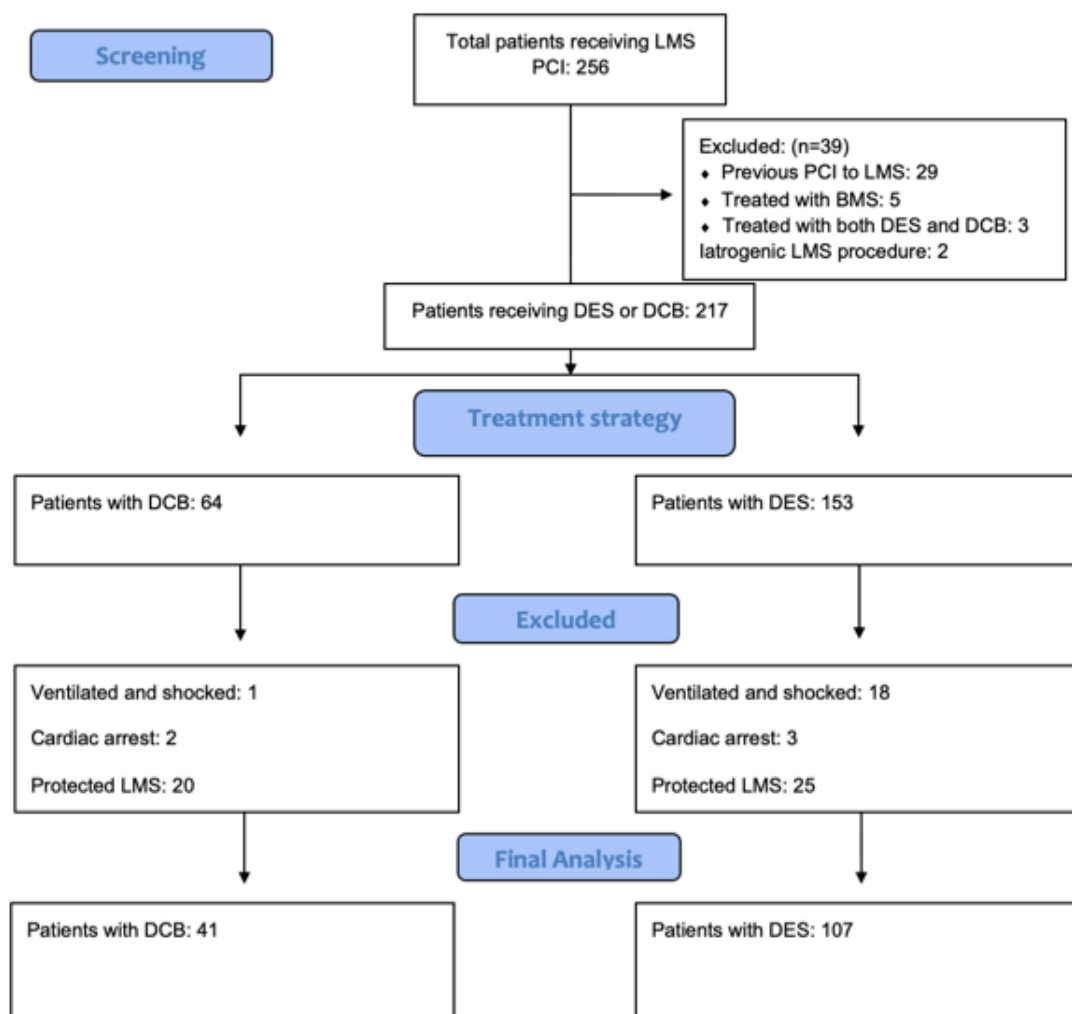 Screening
Total patients receiving LMS
PCI: 256
Excluded: (n=39)
♦ Previous PCI to LMS: 29
♦ Treated with BMS: 5
♦ Treated with both DES and DCB: 3
Iatrogenic LMS procedure: 2
Patients receiving DES or DCB: 217
Treatment strategy
Patients with DCB: 64
Patients with DES: 153
Excluded
Ventilated and shocked: 1
Cardiac arrest: 2
Protected LMS: 20
Ventilated and shocked: 18
Cardiac arrest: 3
Protected LMS: 25
Final Analysis
Patients with DCB: 41
Patients with DES: 107